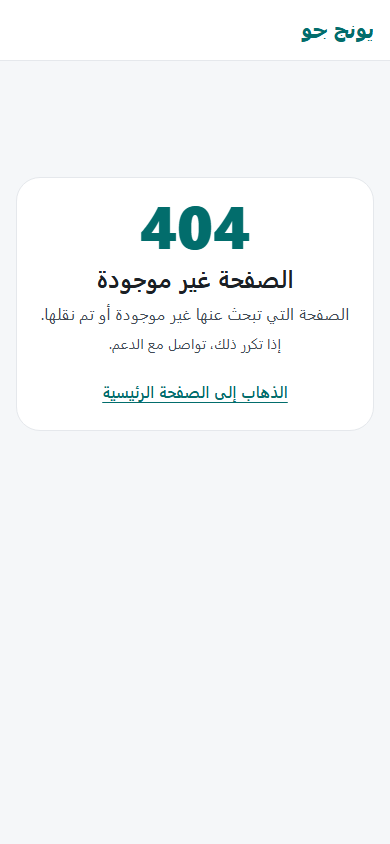 يونج جو
404
الصفحة غير موجودة
الصفحة التي تبحث عنها غير موجودة أو تم نقلها.
إذا تكرر ذلك، تواصل مع الدعم.
الذهاب إلى الصفحة الرئيسية